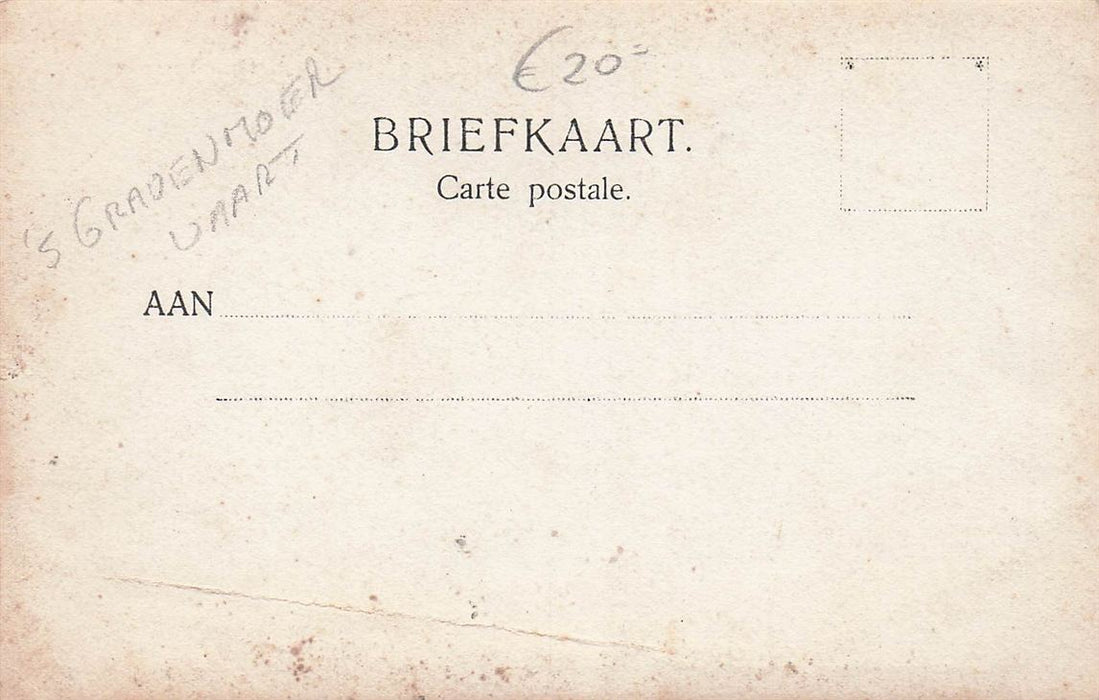 € 20=
's GRAVENMOER
VAART
BRIEFKAART.
Carte postale.
AAN